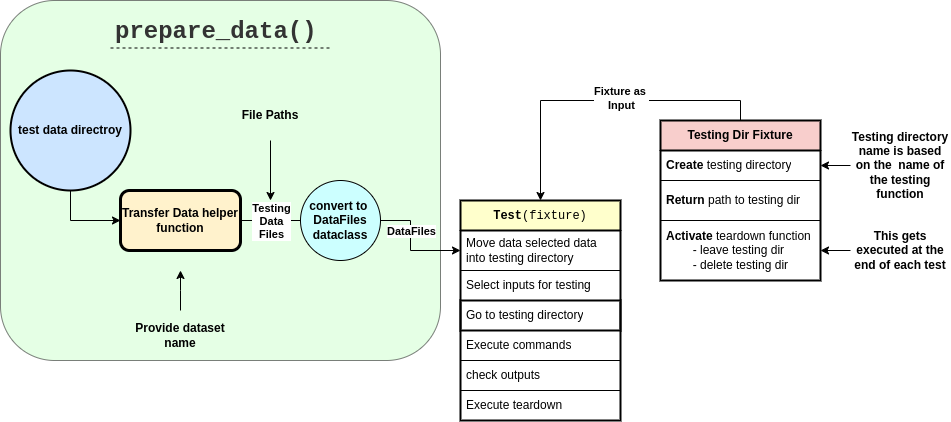 prepare_data()
test data directroy
File Paths
Transfer Data helper
function
Testing
Data
Files
convert to
DataFiles
dataclass
DataFiles
Provide dataset
name
Fixture as
Input
Test(fixture)
Move data selected data
into testing directory
Select inputs for testing
Go to testing directory
Execute commands
check outputs
Execute teardown
Testing Dir Fixture
Create testing directory
Return path to testing dir
Activate teardown function
- leave testing dir
- delete testing dir
Testing directory
name is based
on the name of
the testing
function
This gets
executed at the
end of each test